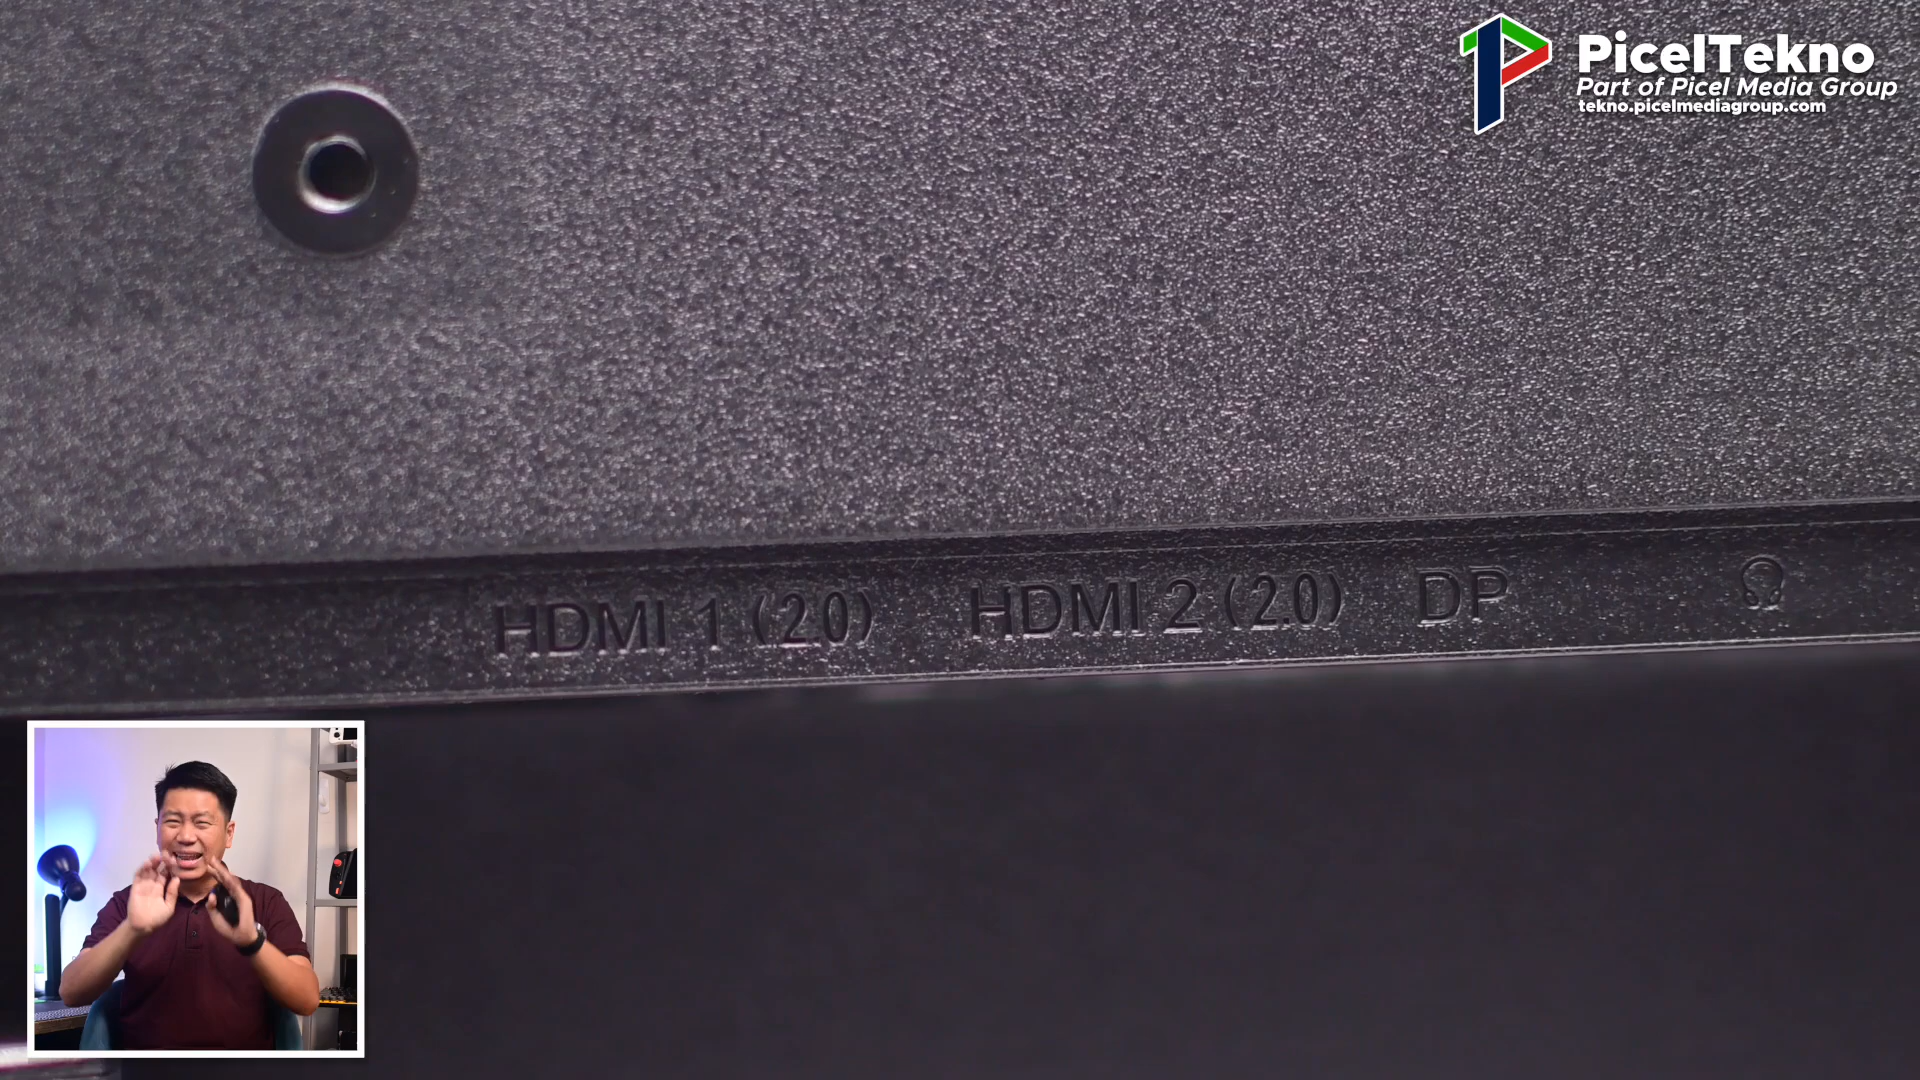 PicelTekno
Part of Picel Media Group
tekno.picelmediagroup.com
HDMI 1 (2.0) HDMI 2 (2.0) DP